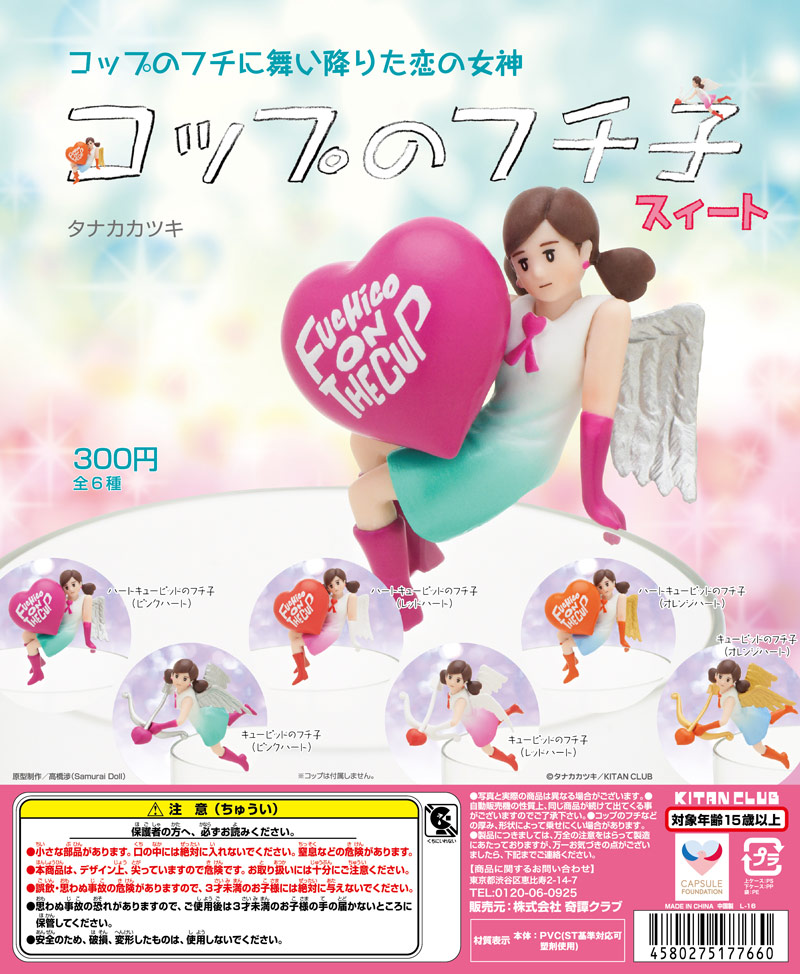 コップのフチに舞い降りた恋の女神
コップのフチ子
スィート
タナカカツキ
FUCHICO
ON
THE CUP
300円
全6種
ハートキューピッドのフチ子
(ピンクハート)
ハートキューピッドのフチ子
(レッドハート)
ハートキューピッドのフチ子
(オレンジハート)
キューピッドのフチ子
(ピンクハート)
キューピッドのフチ子
(レッドハート)
キューピッドのフチ子
(オレンジハート)
FUCHICO
ON
THE CUP
FUCHICO
ON
THE CUP
FUCHICO
ON
THE CUP
原型制作/高橋渉(Samurai Doll)
※コップは付属しません。
©タナカカツキ/KITAN CLUB
注 意(ちゅうい)
保護者の方へ、必ずお読みください。
●小さな部品があります。口の中には絶対に入れないでください。窒息などの危険があります。
●本商品は、デザイン上、尖っていますので危険です。お取り扱いには十分にご注意ください。
●誤飲・思わぬ事故の危険がありますので、3才未満のお子様には絶対に与えないでください。
●思わぬ事故の恐れがありますので、ご使用後は3才未満のお子様の手の届かないところに
保管してください。
●安全のため、破損、変形したものは、使用しないでください。
くちにいれない
●写真と実際の商品は異なる場合がございます。●
自動販売機の性質上、同じ商品が続けて出てくる事
がございますのでご了承下さい。●コップのフチなど
の厚み、形状によって乗せにくい場合があります。
●製品につきましては、万全の注意をはらって製造
にあたっておりますが、万一お気づきの点がござい
ましたら、下記までご連絡ください。
【商品に関するお問い合わせ】
東京都渋谷区恵比寿2-14-7
TEL:0120-06-0925
販売元:株式会社 奇譚クラブ
材質表示
本体:PVC(ST基準対応可
塑剤使用)
KITAN CLUB
対象年齢15歳以上
CAPSULE
FOUNDATION
プラ
上ケース:PS
下ケース:PP
袋:PE
MADE IN CHINA 中国製 L-16
4580275177660